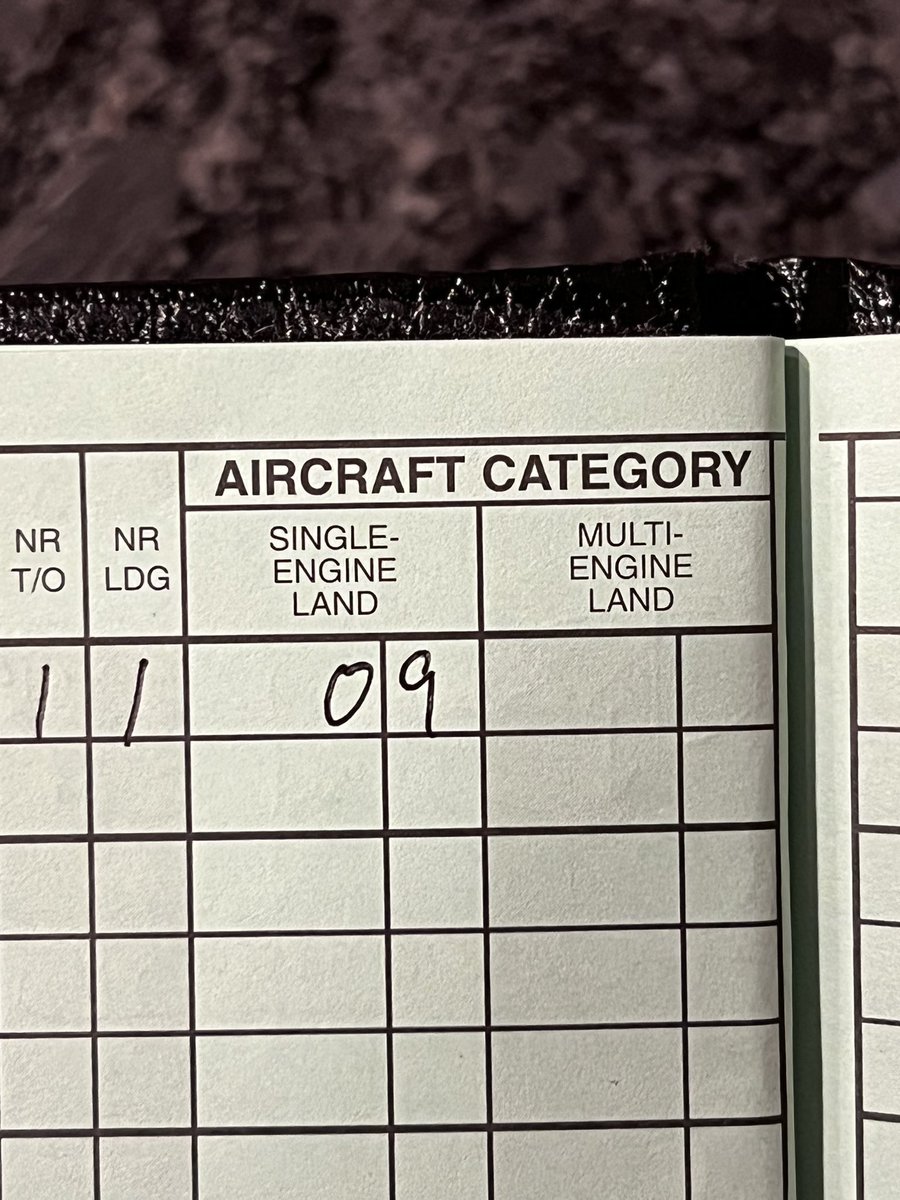 AIRCRAFT CATEGORY
NR
T/O
NR
LDG
SINGLE-
ENGINE
LAND
MULTI-
ENGINE
LAND
1 1 0 9